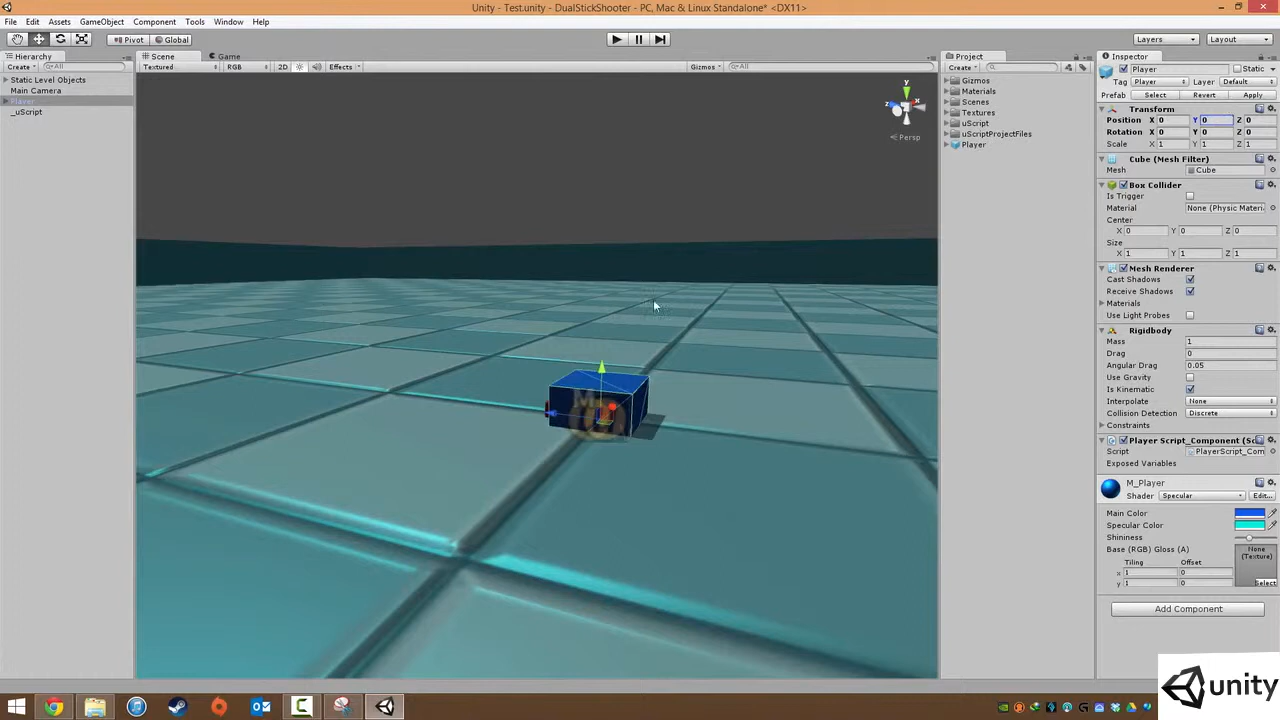 Unity - Test.unity - DualStickShooter - PC, Mac & Linux Standalone* <DX11>
File Edit Assets GameObject Component Tools Window Help
Pivot Global Layers Layout
Hierarchy Scene Game Project Inspector
Create All Textured RGB 2D Effects Gizmos All Create
Player Static
Tag Player Layer Default
Prefab Select Revert Apply
Static Level Objects
Main Camera
Player
_uScript
Gizmos
Materials
Scenes
Textures
uScript
uScriptProjectFiles
Player
y
x
z
Persp
Transform
Position X 0 Y 0 Z 0
Rotation X 0 Y 0 Z 0
Scale X 1 Y 1 Z 1
Cube (Mesh Filter)
Mesh Cube
Box Collider
Is Trigger
Material None (Physic Materi
Center
X 0 Y 0 Z 0
Size
X 1 Y 1 Z 1
Mesh Renderer
Cast Shadows
Receive Shadows
Materials
Use Light Probes
Rigidbody
Mass 1
Drag 0
Angular Drag 0.05
Use Gravity
Is Kinematic
Interpolate None
Collision Detection Discrete
Constraints
Player Script_Component (Sc
Script PlayerScript_Com
Exposed Variables
M_Player
Shader Specular Edit...
Main Color
Specular Color
Shininess
Base (RGB) Gloss (A)
None
(Texture)
Tiling Offset
x 1 0
y 1 0
Select
Add Component
unity